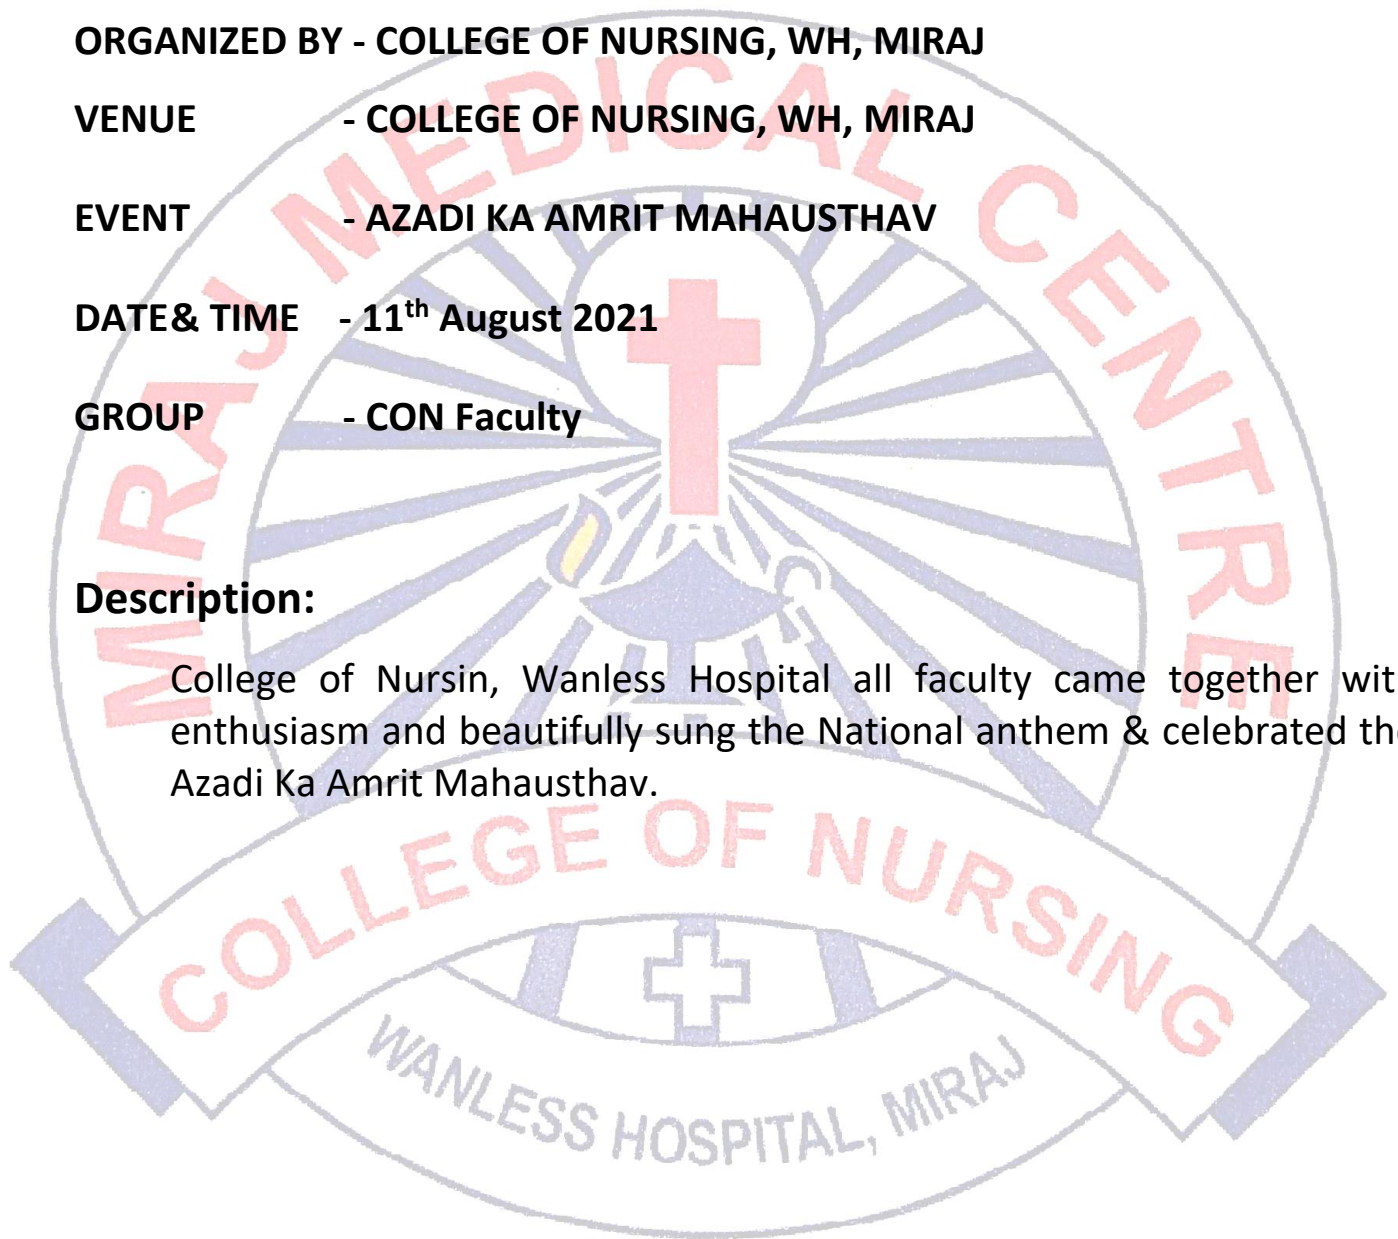 ORGANIZED BY - COLLEGE OF NURSING, WH, MIRAJ
VENUE - COLLEGE OF NURSING, WH, MIRAJ
EVENT - AZADI KA AMRIT MAHAUSTHAV
DATE& TIME - 11th August 2021
GROUP - CON Faculty
Description:
College of Nursin, Wanless Hospital all faculty came together wit
enthusiasm and beautifully sung the National anthem & celebrated the
Azadi Ka Amrit Mahausthav.
MIRAJ MEDICAL CENTRE
COLLEGE OF NURSING
WANLESS HOSPITAL, MIRAJ